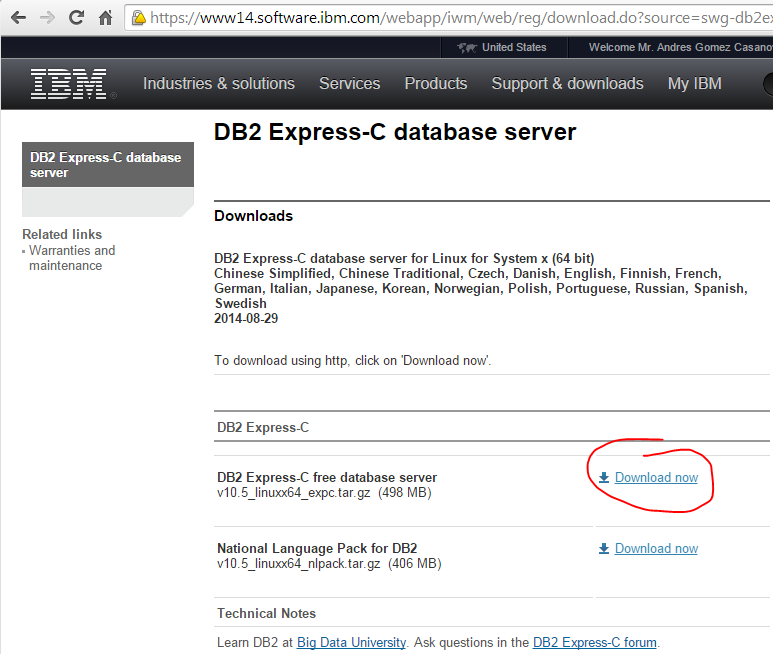 https://www14.software.ibm.com/webapp/iwm/web/reg/download.do?source=swg-db2ex
United States Welcome Mr. Andres Gomez Casano
IBM Industries & solutions Services Products Support & downloads My IBM
DB2 Express-C database server
DB2 Express-C database
server
Related links
Warranties and
maintenance
Downloads
DB2 Express-C database server for Linux for System x (64 bit)
Chinese Simplified, Chinese Traditional, Czech, Danish, English, Finnish, French,
German, Italian, Japanese, Korean, Norwegian, Polish, Portuguese, Russian, Spanish,
Swedish
2014-08-29
To download using http, click on 'Download now'.
DB2 Express-C
DB2 Express-C free database server Download now
v10.5_linuxx64_expc.tar.gz (498 MB)
National Language Pack for DB2 Download now
v10.5_linuxx64_nlpack.tar.gz (406 MB)
Technical Notes
Learn DB2 at Big Data University. Ask questions in the DB2 Express-C forum.